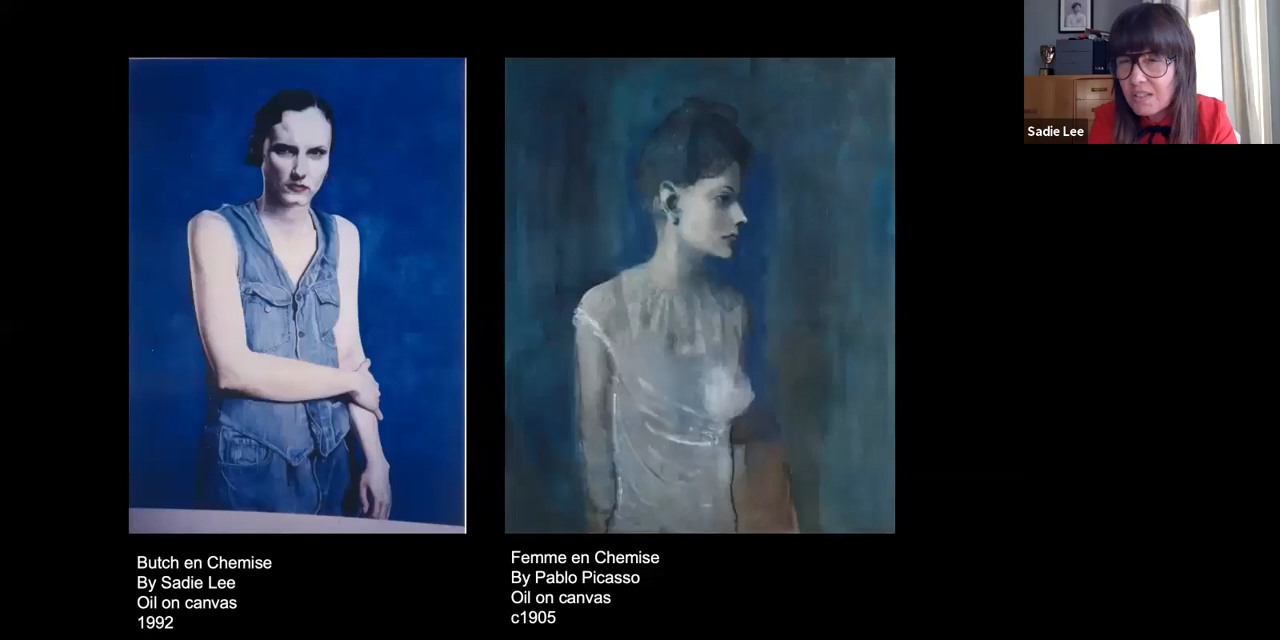 Sadie Lee
Butch en Chemise
By Sadie Lee
Oil on canvas
1992
Femme en Chemise
By Pablo Picasso
Oil on canvas
c1905